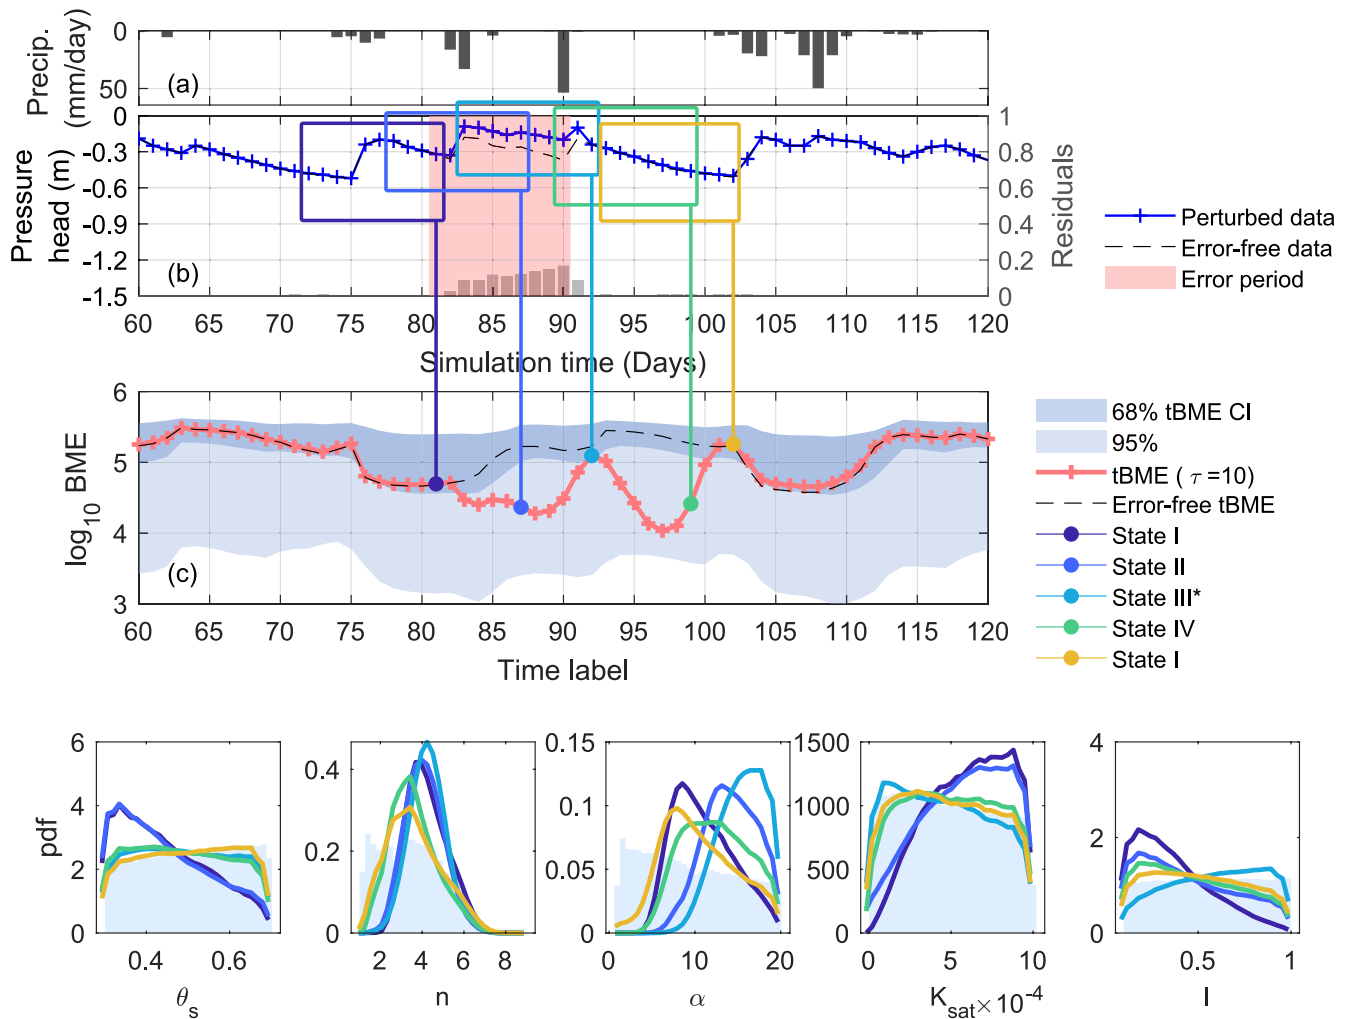 Precip.
(mm/day)
0
50
(a)
Pressure
head (m)
0
-0.3
-0.6
-0.9
-1.2
-1.5
(b)
1
0.8
0.6
0.4
0.2
0
Residuals
60 65 70 75 80 85 90 95 100 105 110 115 120
Simulation time (Days)
Perturbed data
Error-free data
Error period
log10 BME
6
5
4
3
(c)
60 65 70 75 80 85 90 95 100 105 110 115 120
Time label
68% tBME CI
95%
tBME ( τ =10)
Error-free tBME
State I
State II
State III*
State IV
State I
pdf
6
4
2
0
0.4 0.6
θs
0.4
0.2
0
2 4 6 8
n
0.15
0.1
0.05
0
0 10 20
α
1500
1000
500
0
0 5 10
Ksat×10-4
4
2
0
0.5 1
l